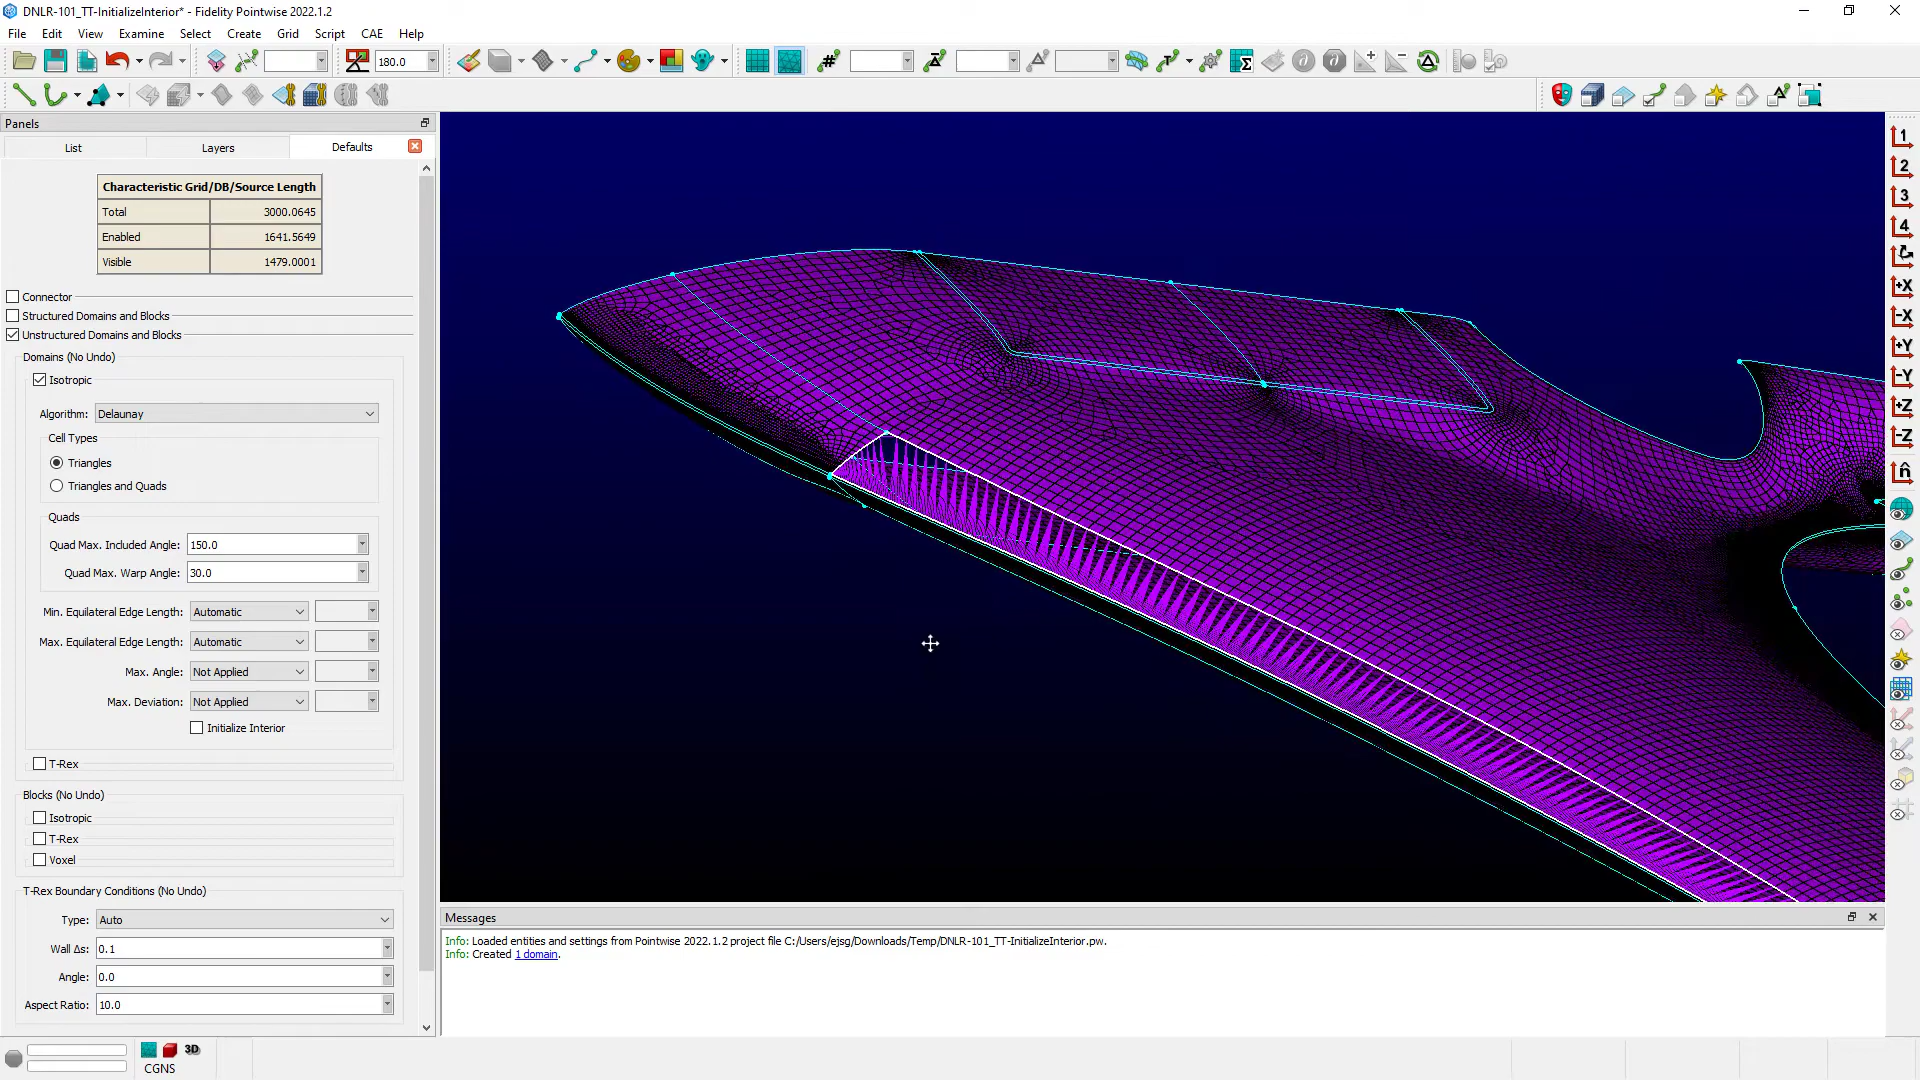 DNLR-101_TT-InitializeInterior* - Fidelity Pointwise 2022.1.2
File Edit View Examine Select Create Grid Script CAE Help
180.0
Panels
List Layers Defaults
Characteristic Grid/DB/Source Length
Total 3000.0645
Enabled 1641.5649
Visible 1479.0001
Connector
Structured Domains and Blocks
Unstructured Domains and Blocks
Domains (No Undo)
Isotropic
Algorithm: Delaunay
Cell Types
Triangles
Triangles and Quads
Quads
Quad Max. Included Angle: 150.0
Quad Max. Warp Angle: 30.0
Min. Equilateral Edge Length: Automatic
Max. Equilateral Edge Length: Automatic
Max. Angle: Not Applied
Max. Deviation: Not Applied
Initialize Interior
T-Rex
Blocks (No Undo)
Isotropic
T-Rex
Voxel
T-Rex Boundary Conditions (No Undo)
Type: Auto
Wall Δs: 0.1
Angle: 0.0
Aspect Ratio: 10.0
1
2
3
4
+X
-X
+Y
-Y
+Z
-Z
n̂
Messages
Info: Loaded entities and settings from Pointwise 2022.1.2 project file C:/Users/ejsg/Downloads/Temp/DNLR-101_TT-InitializeInterior.pw.
Info: Created 1 domain.
3D
CGNS